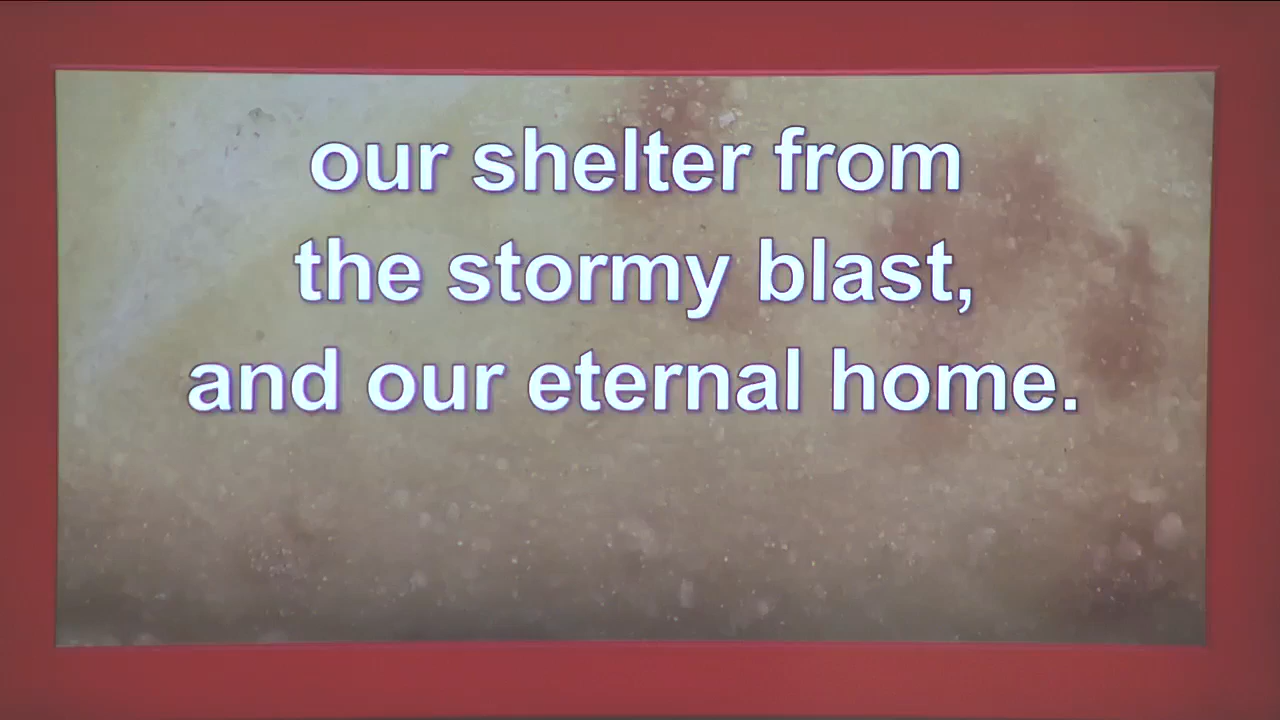 our shelter from
the stormy blast,
and our eternal home.